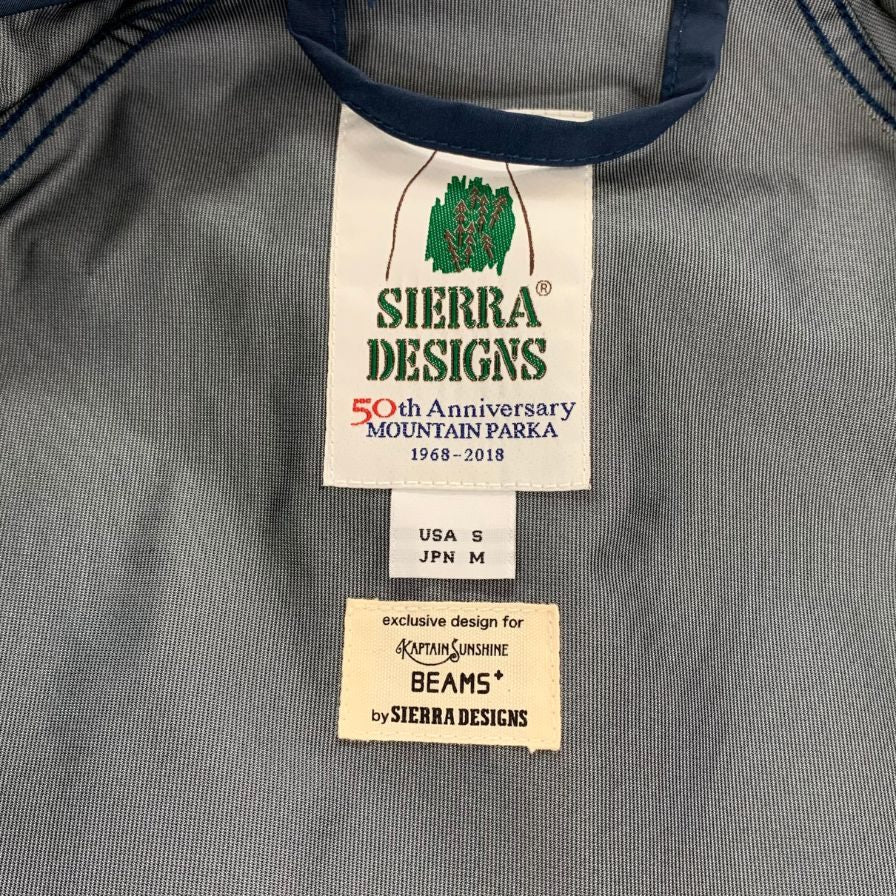 SIERRA®
DESIGNS
50th Anniversary
MOUNTAIN PARKA
1968-2018
USA S
JPN M
exclusive design for
KAPTAIN SUNSHINE
BEAMS+
by SIERRA DESIGNS